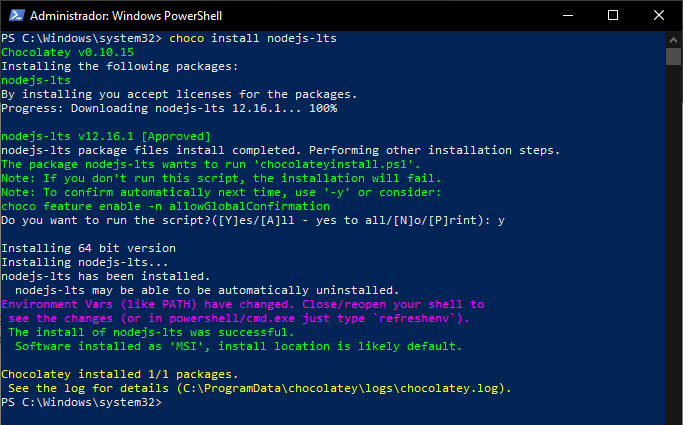 Administrador: Windows PowerShell
PS C:\Windows\system32> choco install nodejs-lts
Chocolatey v0.10.15
Installing the following packages:
nodejs-lts
By installing you accept licenses for the packages.
Progress: Downloading nodejs-lts 12.16.1... 100%
nodejs-lts v12.16.1 [Approved]
nodejs-lts package files install completed. Performing other installation steps.
The package nodejs-lts wants to run 'chocolateyinstall.ps1'.
Note: If you don't run this script, the installation will fail.
Note: To confirm automatically next time, use '-y' or consider:
choco feature enable -n allowGlobalConfirmation
Do you want to run the script?([Y]es/[A]ll - yes to all/[N]o/[P]rint): y
Installing 64 bit version
Installing nodejs-lts...
nodejs-lts has been installed.
  nodejs-lts may be able to be automatically uninstalled.
Environment Vars (like PATH) have changed. Close/reopen your shell to
 see the changes (or in powershell/cmd.exe just type `refreshenv`).
 The install of nodejs-lts was successful.
  Software installed as 'MSI', install location is likely default.
Chocolatey installed 1/1 packages.
 See the log for details (C:\ProgramData\chocolatey\logs\chocolatey.log).
PS C:\Windows\system32>